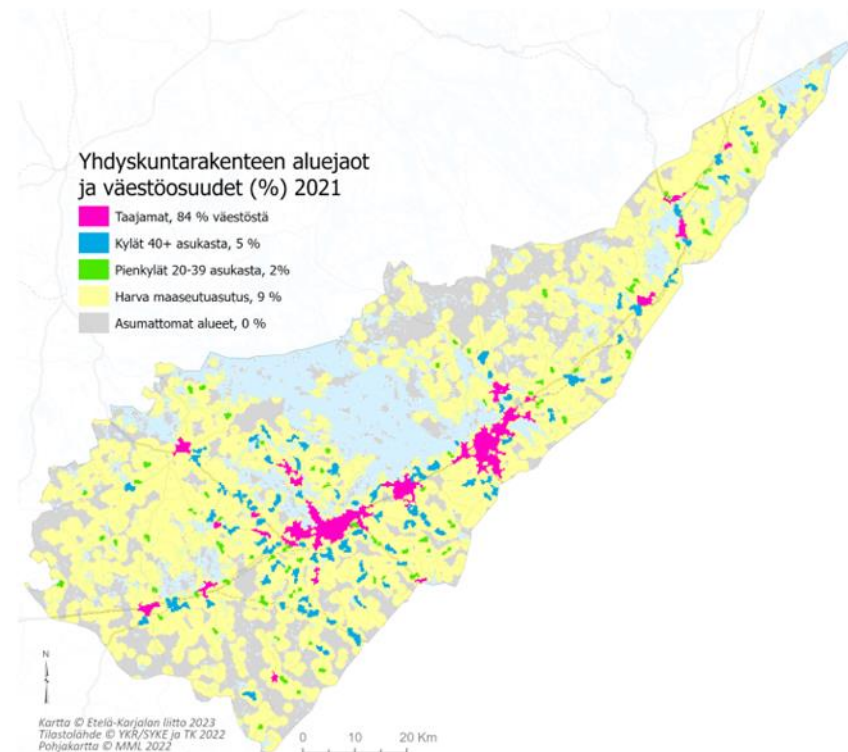 Yhdyskuntarakenteen aluejaot
ja väestöosuudet (%) 2021
Taajamat, 84 % väestöstä
Kylät 40+ asukasta, 5 %
Pienkylät 20-39 asukasta, 2%
Harva maaseutuasutus, 9 %
Asumattomat alueet, 0 %
N
Kartta © Etelä-Karjalan liitto 2023
Tilastolähde © YKR/SYKE ja TK 2022
Pohjakartta © MML 2022
0 10 20 Km